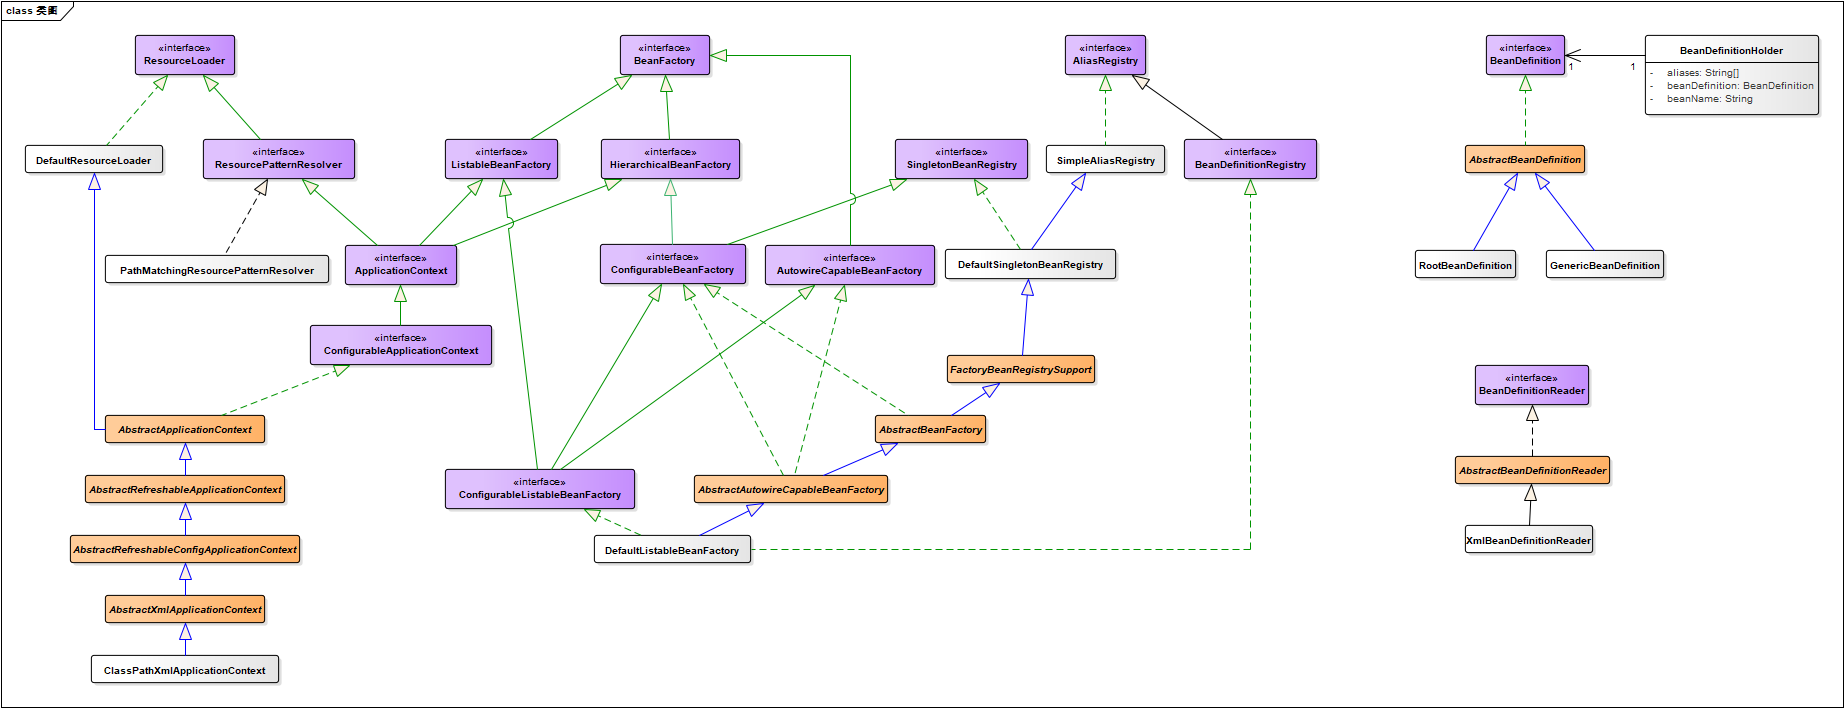 class 类图
«interface»
ResourceLoader
«interface»
BeanFactory
«interface»
AliasRegistry
«interface»
BeanDefinition
1
1
BeanDefinitionHolder
- aliases: String[]
- beanDefinition: BeanDefinition
- beanName: String
DefaultResourceLoader
«interface»
ResourcePatternResolver
«interface»
ListableBeanFactory
«interface»
HierarchicalBeanFactory
«interface»
SingletonBeanRegistry
SimpleAliasRegistry
«interface»
BeanDefinitionRegistry
AbstractBeanDefinition
PathMatchingResourcePatternResolver
«interface»
ApplicationContext
«interface»
ConfigurableBeanFactory
«interface»
AutowireCapableBeanFactory
DefaultSingletonBeanRegistry
RootBeanDefinition
GenericBeanDefinition
«interface»
ConfigurableApplicationContext
FactoryBeanRegistrySupport
«interface»
BeanDefinitionReader
AbstractApplicationContext
AbstractBeanFactory
AbstractBeanDefinitionReader
AbstractRefreshableApplicationContext
«interface»
ConfigurableListableBeanFactory
AbstractAutowireCapableBeanFactory
XmlBeanDefinitionReader
AbstractRefreshableConfigApplicationContext
DefaultListableBeanFactory
AbstractXmlApplicationContext
ClassPathXmlApplicationContext